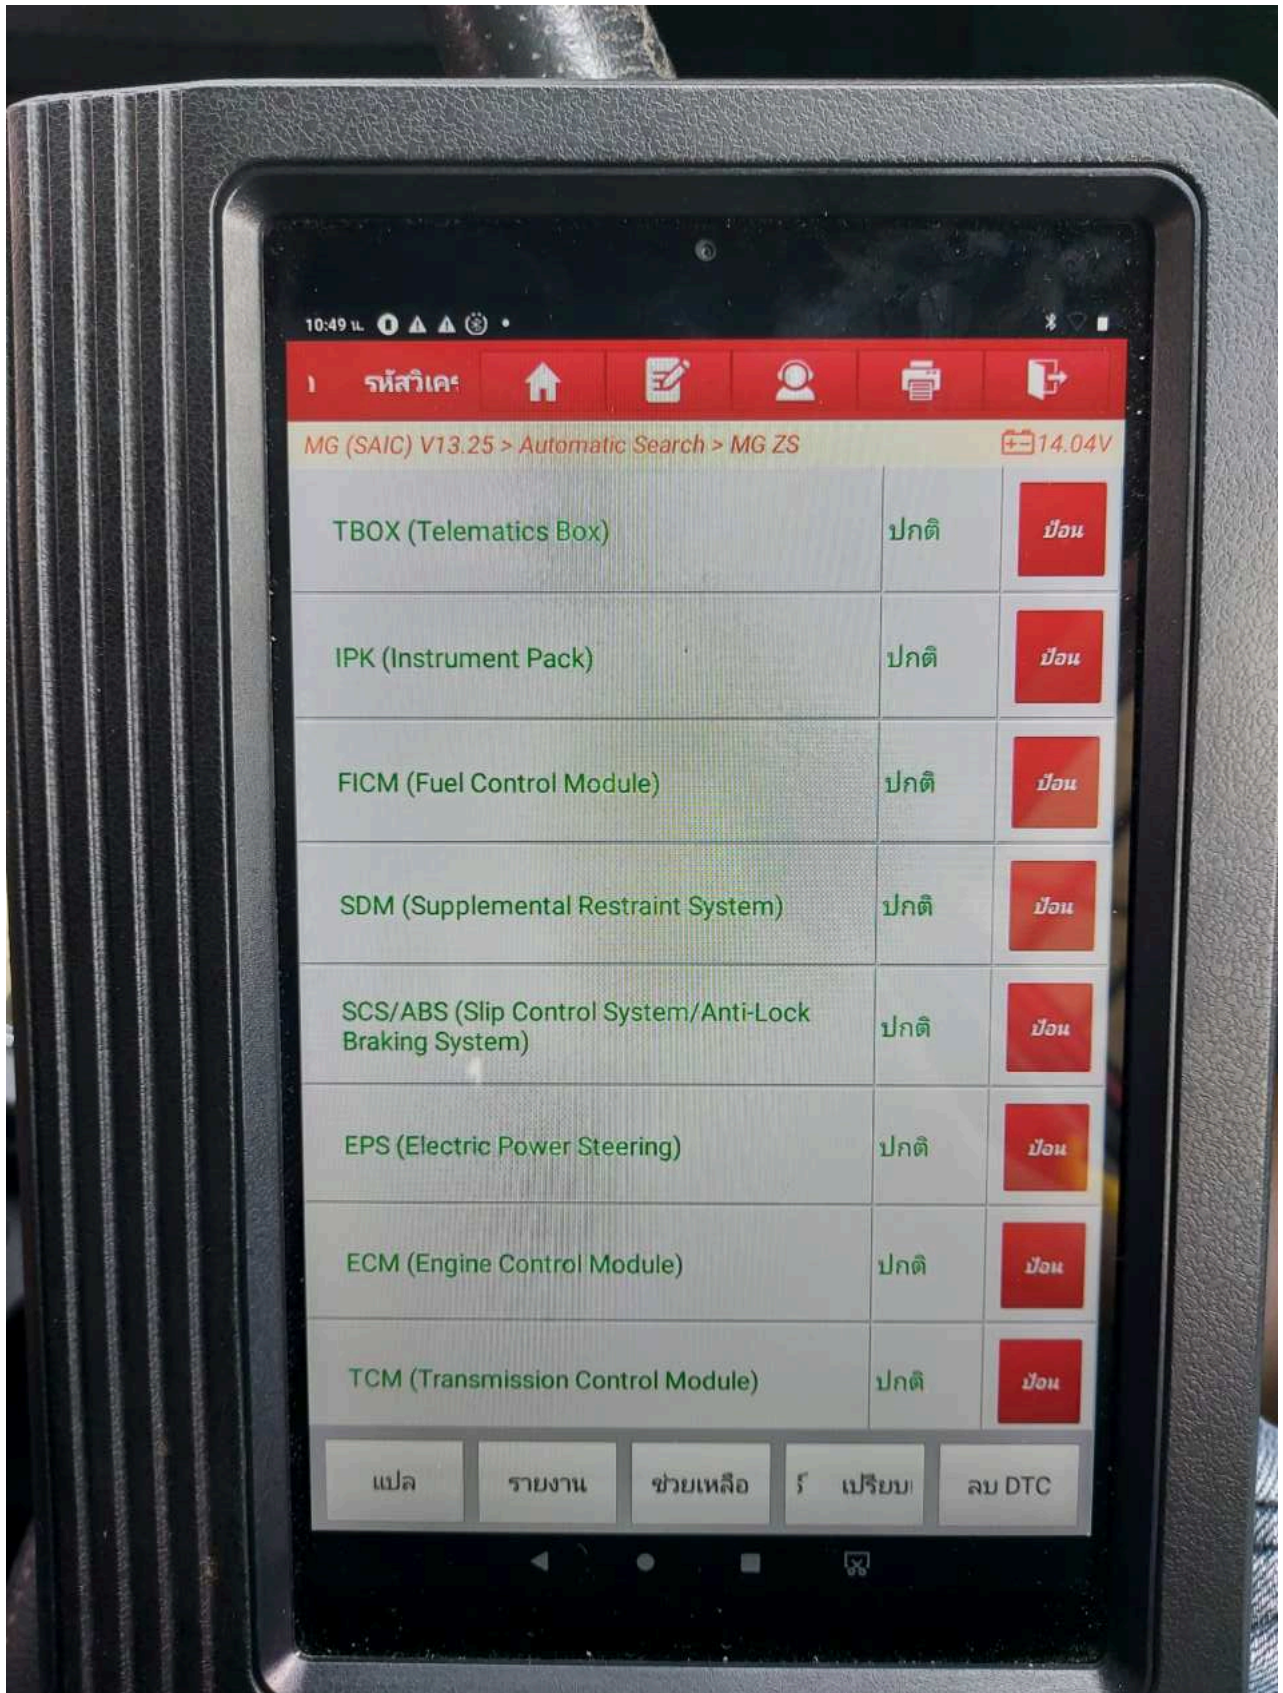 10:49 น.
รหัสวิเคร
MG (SAIC) V13.25 > Automatic Search > MG ZS
14.04V
TBOX (Telematics Box)
ปกติ
ป้อน
IPK (Instrument Pack)
ปกติ
ป้อน
FICM (Fuel Control Module)
ปกติ
ป้อน
SDM (Supplemental Restraint System)
ปกติ
ป้อน
SCS/ABS (Slip Control System/Anti-Lock
Braking System)
ปกติ
ป้อน
EPS (Electric Power Steering)
ปกติ
ป้อน
ECM (Engine Control Module)
ปกติ
ป้อน
TCM (Transmission Control Module)
ปกติ
ป้อน
แปล
รายงาน
ช่วยเหลือ
เปรียบ
ลบ DTC